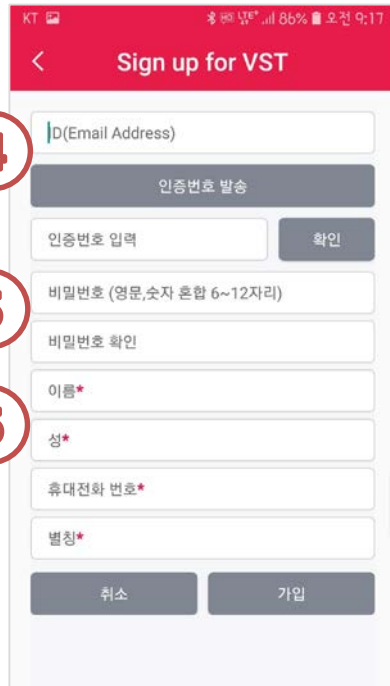 KT HD LTE+ 86% 오전 9:17
< Sign up for VST
4
ID(Email Address)
인증번호 발송
인증번호 입력 확인
비밀번호 (영문,숫자 혼합 6~12자리)
비밀번호 확인
이름*
성*
휴대전화 번호*
별칭*
취소 가입